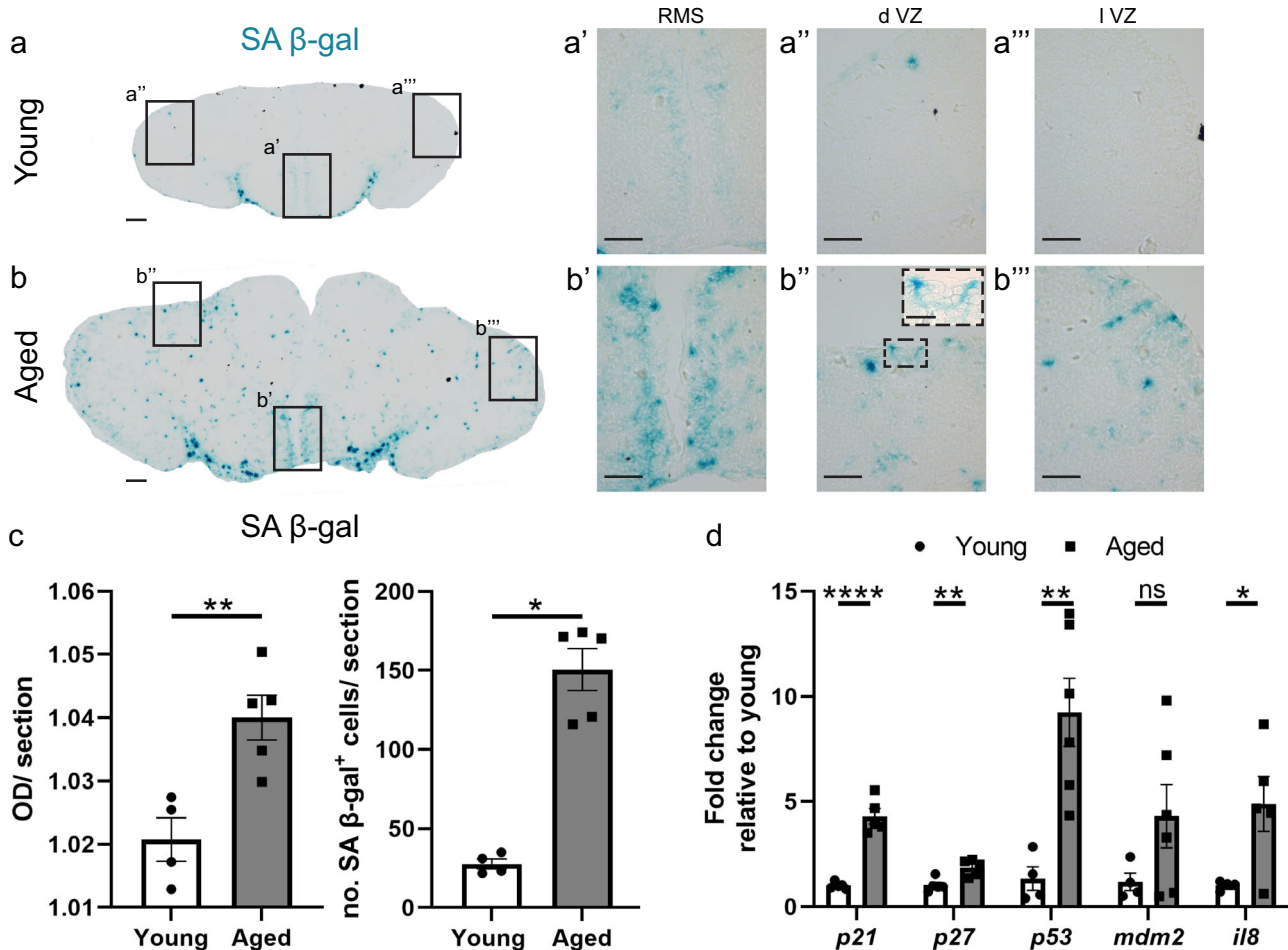 a
SA β-gal
Young
a''
a'''
a'
RMS
d VZ
l VZ
a'
a''
a'''
b
Aged
b''
b'''
b'
b'
b''
b'''
c
SA β-gal
OD/ section
1.06
1.05
1.04
1.03
1.02
1.01
**
Young Aged
no. SA β-gal+ cells/ section
200
150
100
50
0
*
Young Aged
d
Young Aged
Fold change
relative to young
15
10
5
0
**** ** ** ns *
p21 p27 p53 mdm2 il8